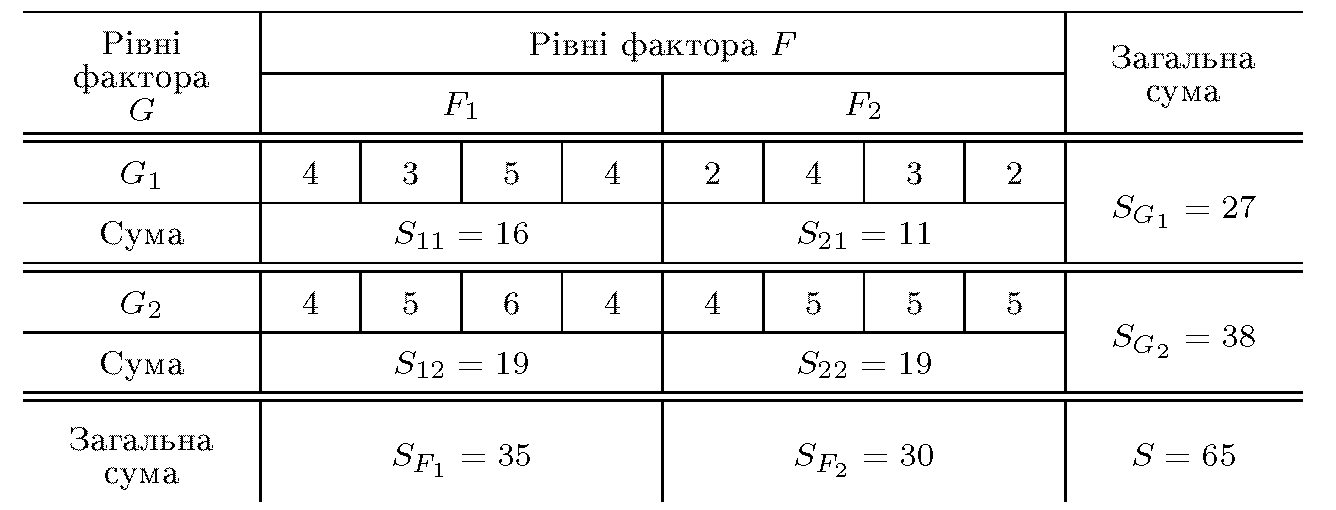 Рівні фактора G
Рівні фактора F
Загальна сума
F1 F2
G1 4 3 5 4 2 4 3 2
SG1 = 27
Сума S11 = 16 S21 = 11
G2 4 5 6 4 4 5 5 5
SG2 = 38
Сума S12 = 19 S22 = 19
Загальна сума
SF1 = 35 SF2 = 30 S = 65